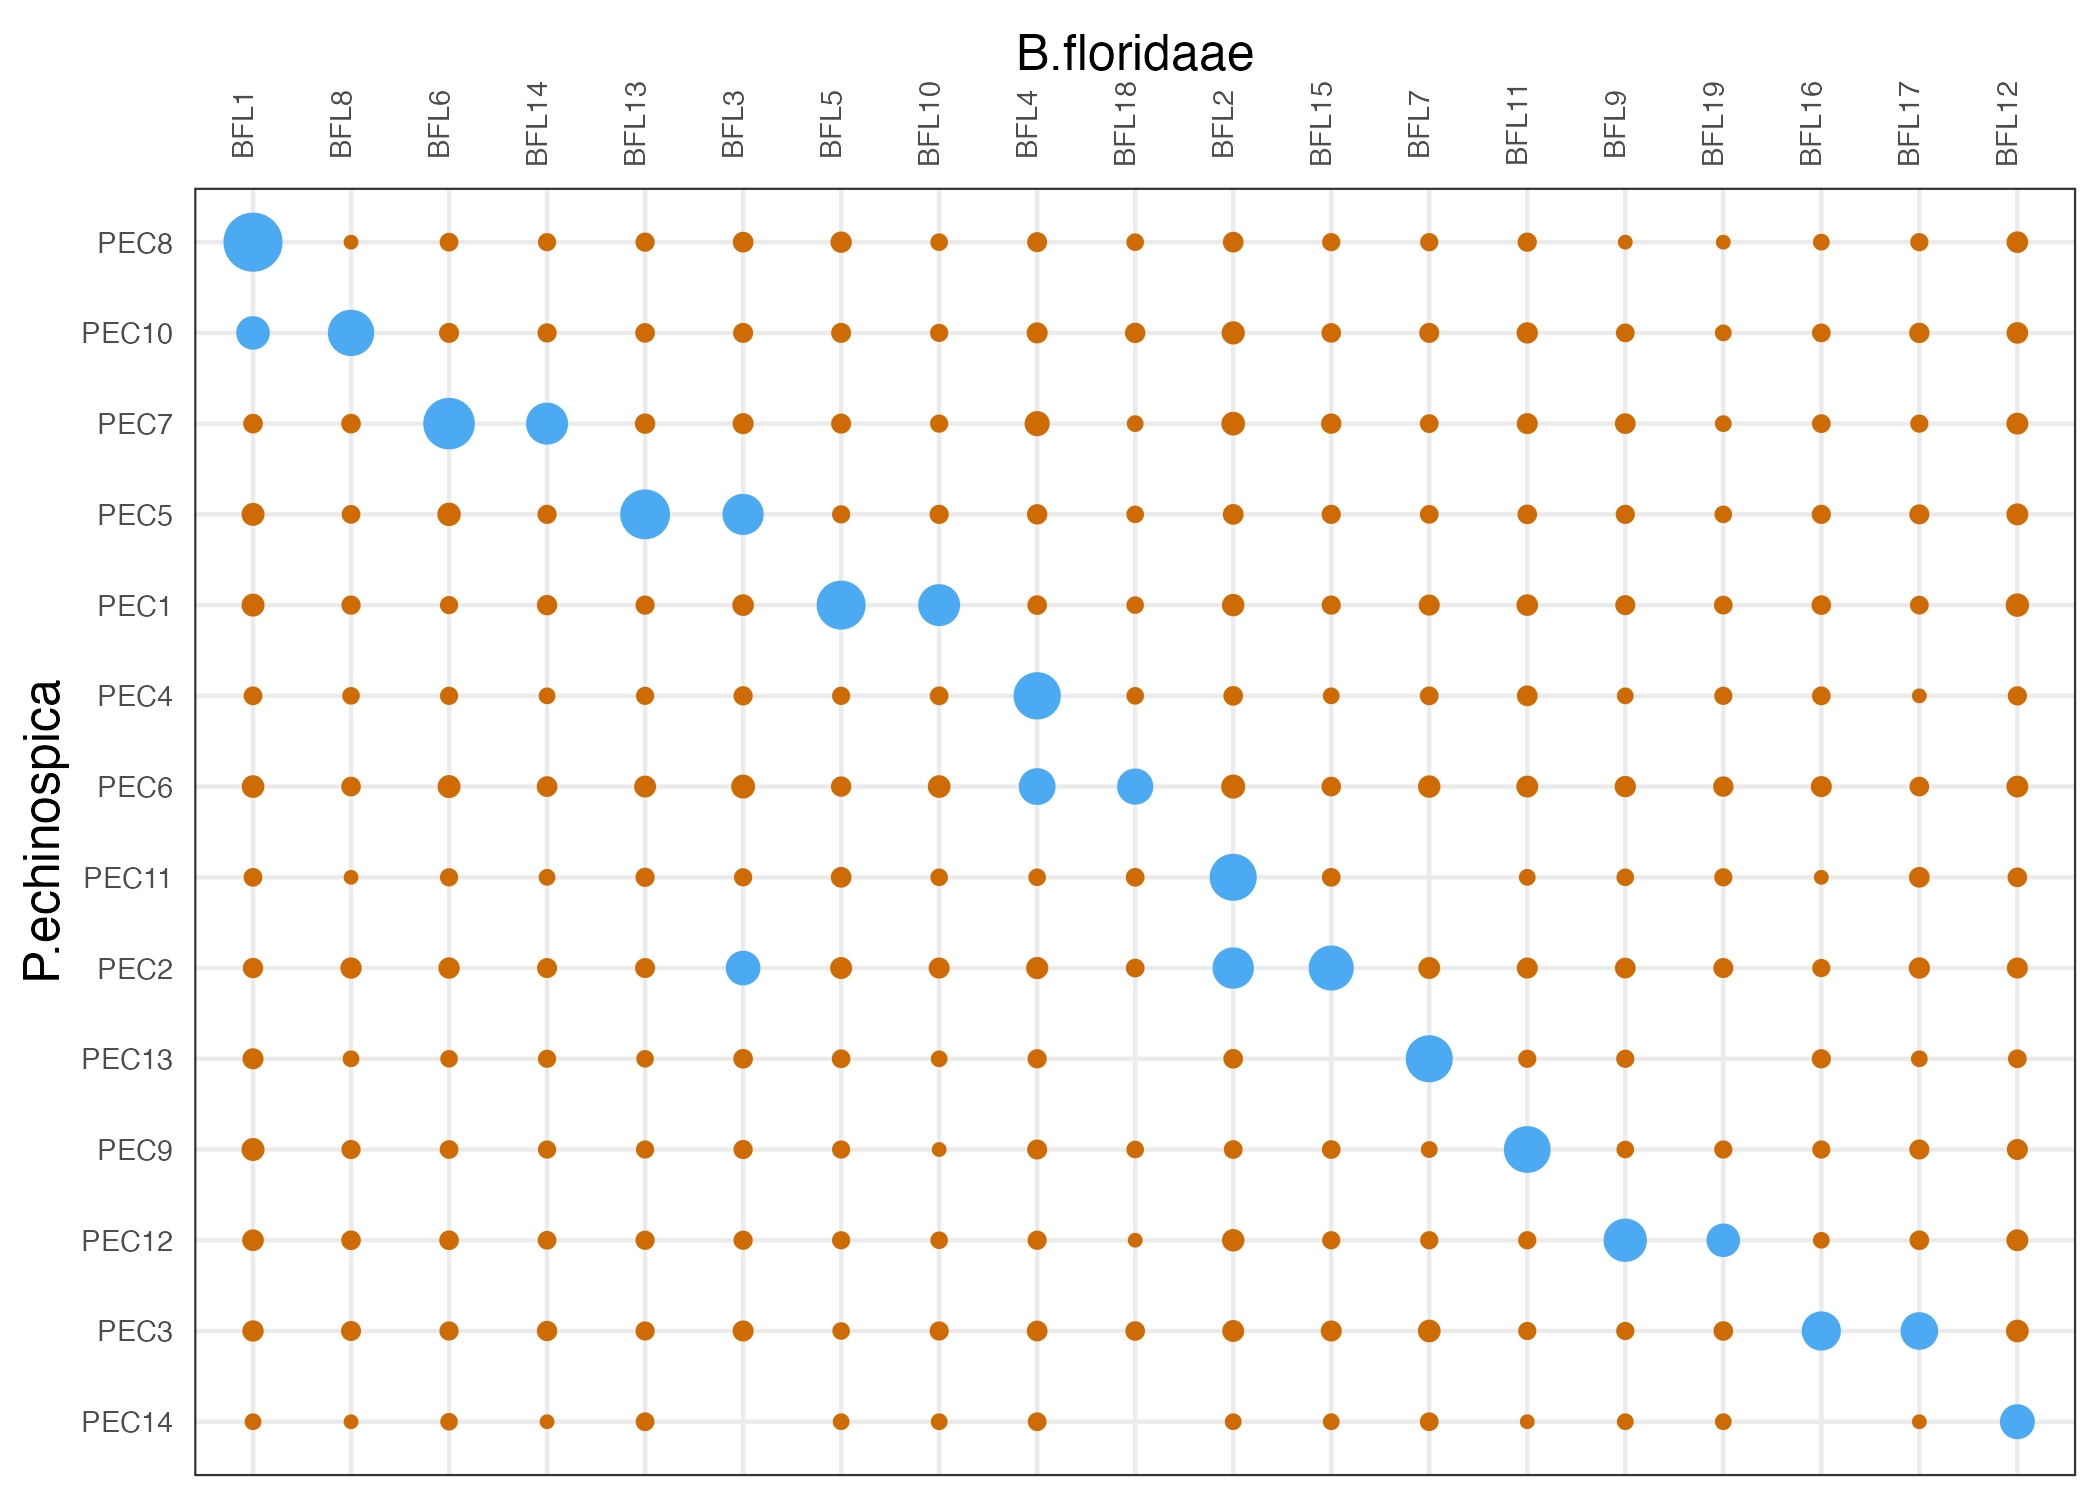 B.floridaae
BFL1 BFL8 BFL6 BFL14 BFL13 BFL3 BFL5 BFL10 BFL4 BFL18 BFL2 BFL15 BFL7 BFL11 BFL9 BFL19 BFL16 BFL17 BFL12
P.echinospica
PEC8
PEC10
PEC7
PEC5
PEC1
PEC4
PEC6
PEC11
PEC2
PEC13
PEC9
PEC12
PEC3
PEC14